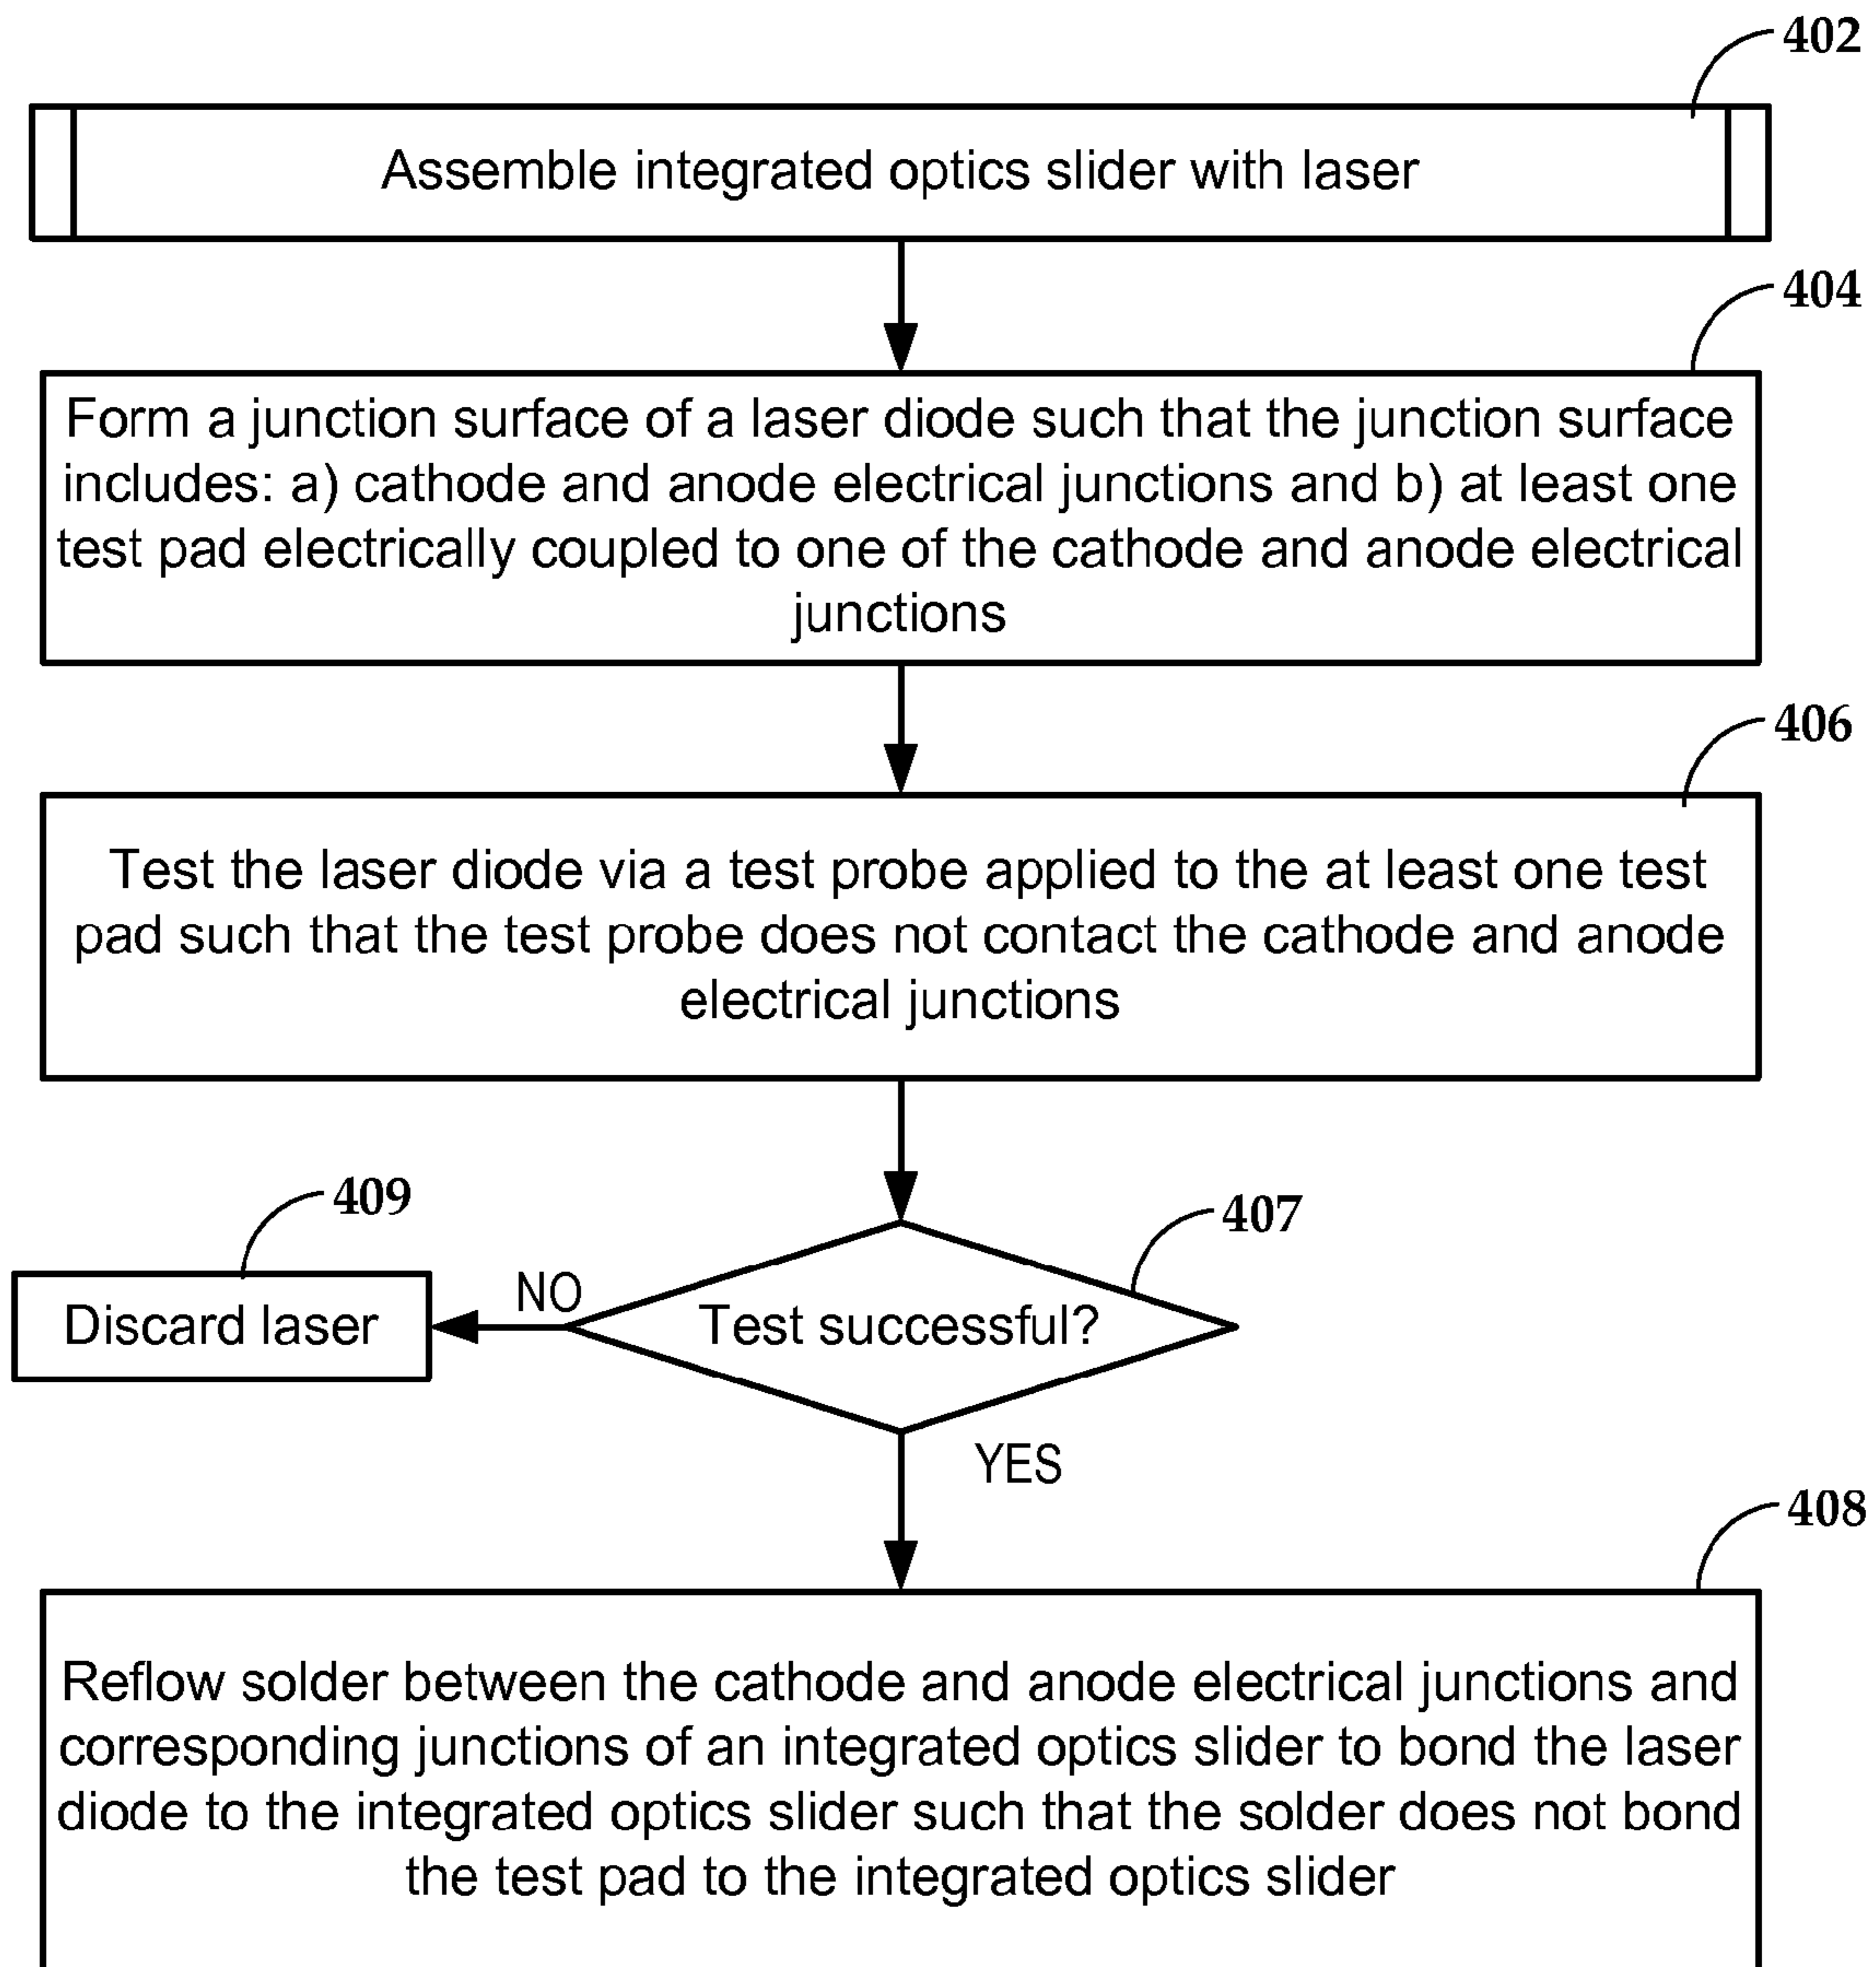 402
Assemble integrated optics slider with laser
404
Form a junction surface of a laser diode such that the junction surface
includes: a) cathode and anode electrical junctions and b) at least one
test pad electrically coupled to one of the cathode and anode electrical
junctions
406
Test the laser diode via a test probe applied to the at least one test
pad such that the test probe does not contact the cathode and anode
electrical junctions
409
407
NO
Discard laser
Test successful?
YES
408
Reflow solder between the cathode and anode electrical junctions and
corresponding junctions of an integrated optics slider to bond the laser
diode to the integrated optics slider such that the solder does not bond
the test pad to the integrated optics slider